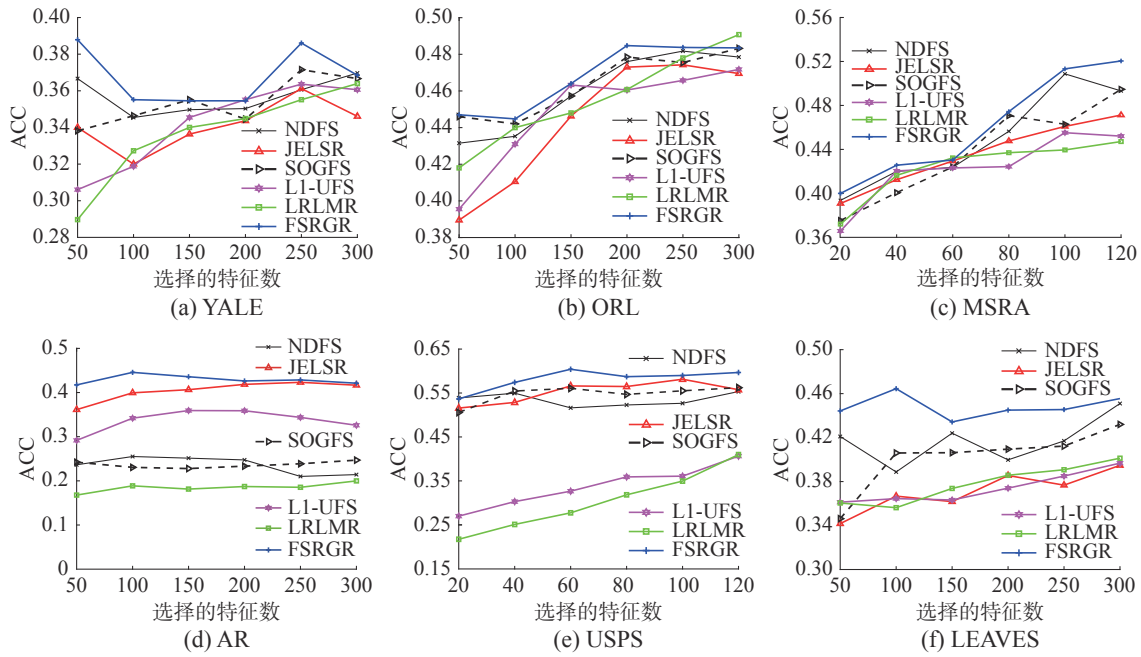 0.40
0.38
0.36
0.34
0.32
0.30
0.28
ACC
50 100 150 200 250 300
选择的特征数
NDFS
JELSR
SOGFS
L1-UFS
LRLMR
FSRGR
(a) YALE
0.50
0.48
0.46
0.44
0.42
0.40
0.38
ACC
50 100 150 200 250 300
选择的特征数
NDFS
JELSR
SOGFS
L1-UFS
LRLMR
FSRGR
(b) ORL
0.56
0.52
0.48
0.44
0.40
0.36
ACC
20 40 60 80 100 120
选择的特征数
NDFS
JELSR
SOGFS
L1-UFS
LRLMR
FSRGR
(c) MSRA
0.5
0.4
0.3
0.2
0.1
0
ACC
50 100 150 200 250 300
选择的特征数
NDFS
JELSR
SOGFS
L1-UFS
LRLMR
FSRGR
(d) AR
0.65
0.55
0.45
0.35
0.25
0.15
ACC
20 40 60 80 100 120
选择的特征数
NDFS
JELSR
SOGFS
L1-UFS
LRLMR
FSRGR
(e) USPS
0.50
0.46
0.42
0.38
0.34
0.30
ACC
50 100 150 200 250 300
选择的特征数
NDFS
JELSR
SOGFS
L1-UFS
LRLMR
FSRGR
(f) LEAVES